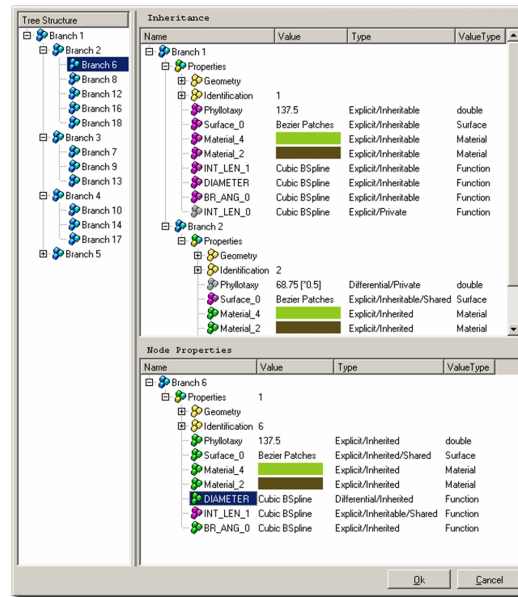 Tree Structure
Branch 1
Branch 2
Branch 6
Branch 8
Branch 12
Branch 16
Branch 18
Branch 3
Branch 7
Branch 9
Branch 13
Branch 4
Branch 10
Branch 14
Branch 17
Branch 5
Inheritance
Name Value Type ValueType
Branch 1
Properties
Geometry
Identification 1
Phyllotaxy 137.5 Explicit/Inheritable double
Surface_0 Bezier Patches Explicit/Inheritable Surface
Material_4 Explicit/Inheritable Material
Material_2 Explicit/Inheritable Material
INT_LEN_1 Cubic BSpline Explicit/Inheritable Function
DIAMETER Cubic BSpline Explicit/Inheritable Function
BR_ANG_0 Cubic BSpline Explicit/Inheritable Function
INT_LEN_0 Cubic BSpline Explicit/Private Function
Branch 2
Properties
Geometry
Identification 2
Phyllotaxy 68.75 [*0.5] Differential/Private double
Surface_0 Bezier Patches Explicit/Inheritable/Shared Surface
Material_4 Explicit/Inherited Material
Material_2 Explicit/Inherited Material
Node Properties
Name Value Type ValueType
Branch 6
Properties 1
Geometry
Identification 6
Phyllotaxy 137.5 Explicit/Inherited double
Surface_0 Bezier Patches Explicit/Inherited/Shared Surface
Material_4 Explicit/Inherited Material
Material_2 Explicit/Inherited Material
DIAMETER Cubic BSpline Differential/Inherited Function
INT_LEN_1 Cubic BSpline Explicit/Inheritable/Shared Function
BR_ANG_0 Cubic BSpline Explicit/Inherited Function
Ok Cancel